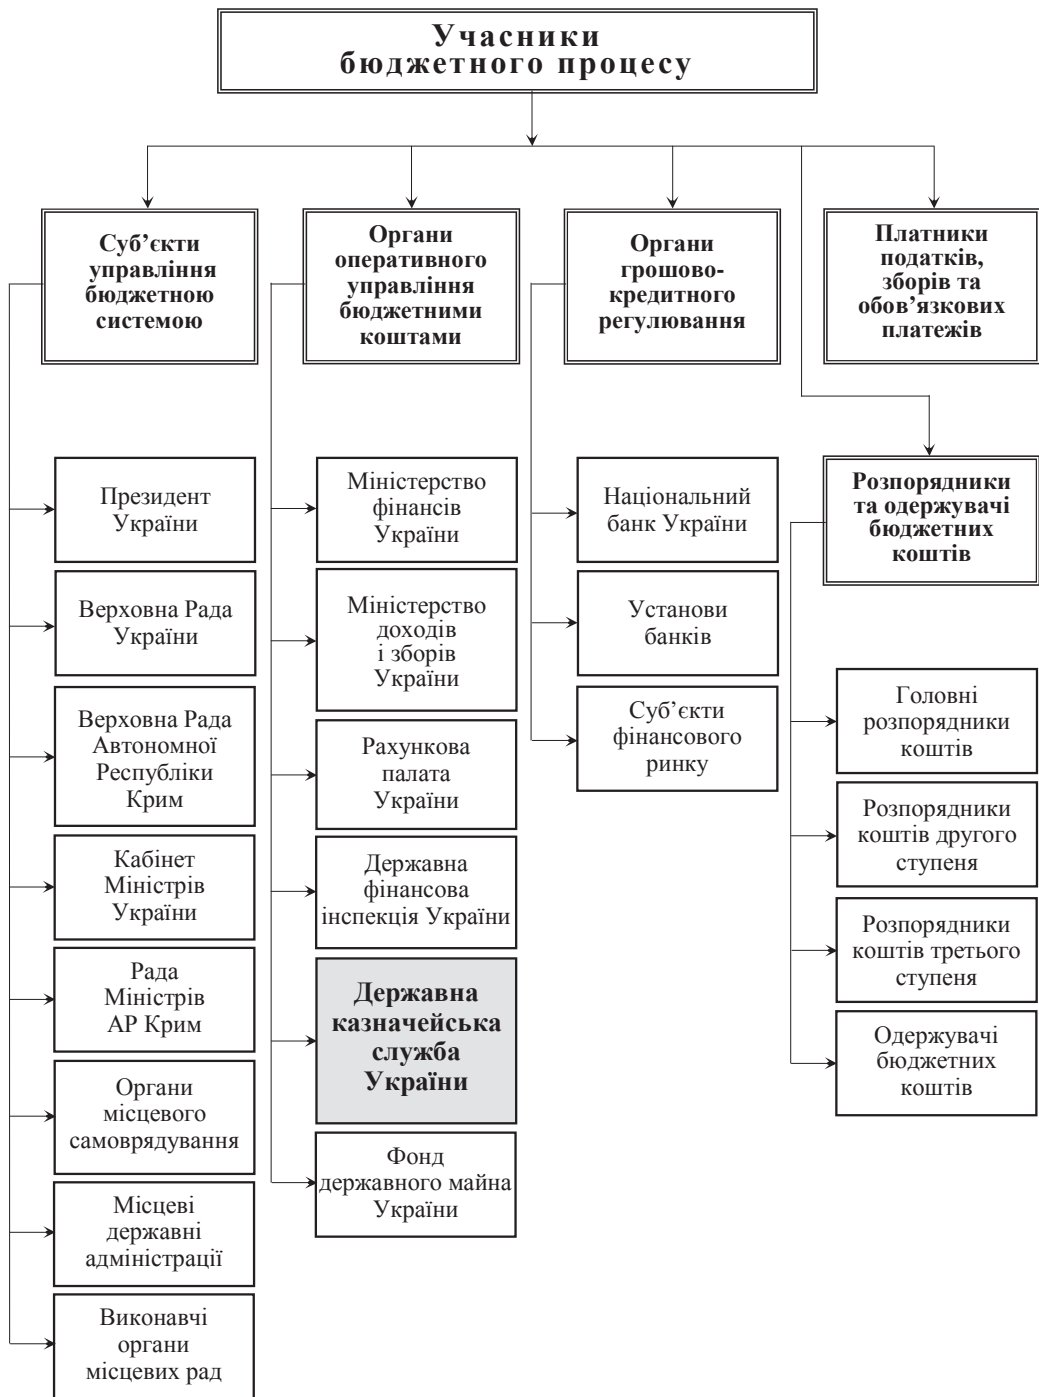 Учасники
бюджетного процесу
Суб’єкти
управління
бюджетною
системою
Органи
оперативного
управління
бюджетними
коштами
Органи
грошово-
кредитного
регулювання
Платники
податків,
зборів та
обов’язкових
платежів
Розпорядники
та одержувачі
бюджетних
коштів
Президент
України
Верховна Рада
України
Верховна Рада
Автономної
Республіки
Крим
Кабінет
Міністрів
України
Рада
Міністрів
АР Крим
Органи
місцевого
самоврядування
Місцеві
державні
адміністрації
Виконавчі
органи
місцевих рад
Міністерство
фінансів
України
Міністерство
доходів
і зборів
України
Рахункова
палата
України
Державна
фінансова
інспекція України
Державна
казначейська
служба
України
Фонд
державного майна
України
Національний
банк України
Установи
банків
Суб’єкти
фінансового
ринку
Головні
розпорядники
коштів
Розпорядники
коштів другого
ступеня
Розпорядники
коштів третього
ступеня
Одержувачі
бюджетних
коштів